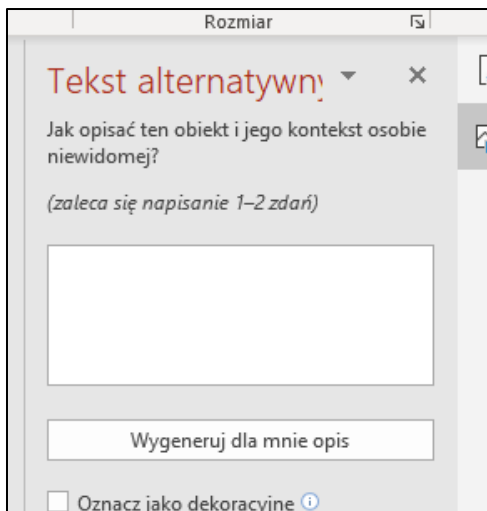 Rozmiar
Tekst alternatywny
Jak opisać ten obiekt i jego kontekst osobie
niewidomej?
(zaleca się napisanie 1–2 zdań)
Wygeneruj dla mnie opis
Oznacz jako dekoracyjne